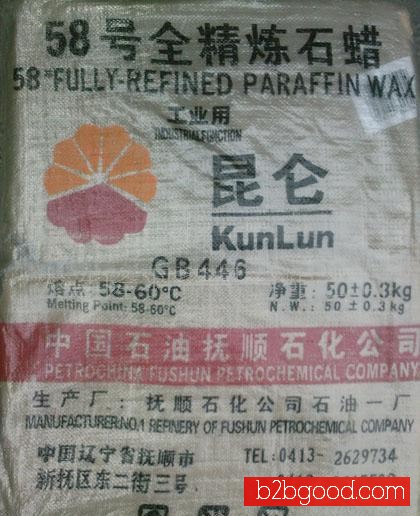 58号全精炼石蜡
58#FULLY-REFINED PARAFFIN WAX
工业用
INDUSTRIAL FUNCTION
昆仑
KunLun
GB446
熔点: 58-60℃ 净重: 50±0.3kg
Melting Point: 58-60℃ N.W.: 50±0.3kg
中国石油抚顺石化公司
PETROCHINA FUSHUN PETROCHEMICAL COMPANY
生产厂: 抚顺石化公司石油一厂
MANUFACTURER:NO.1 REFINERY OF FUSHUN PETROCHEMICAL COMPANY
中国辽宁省抚顺市 TEL:0413-2629734
新抚区东二街三号
b2bgood.com